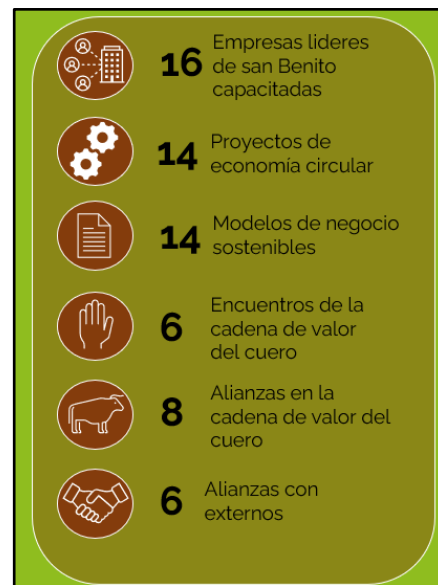 16 Empresas lideres
de san Benito
capacitadas
14 Proyectos de
economía circular
14 Modelos de negocio
sostenibles
6 Encuentros de la
cadena de valor
del cuero
8 Alianzas en la
cadena de valor del
cuero
6 Alianzas con
externos